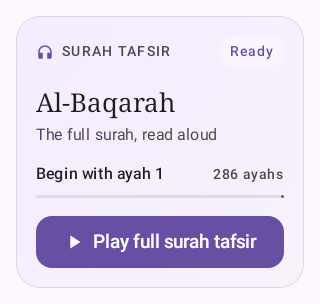 SURAH TAFSIR
Ready
Al-Baqarah
The full surah, read aloud
Begin with ayah 1
286 ayahs
Play full surah tafsir